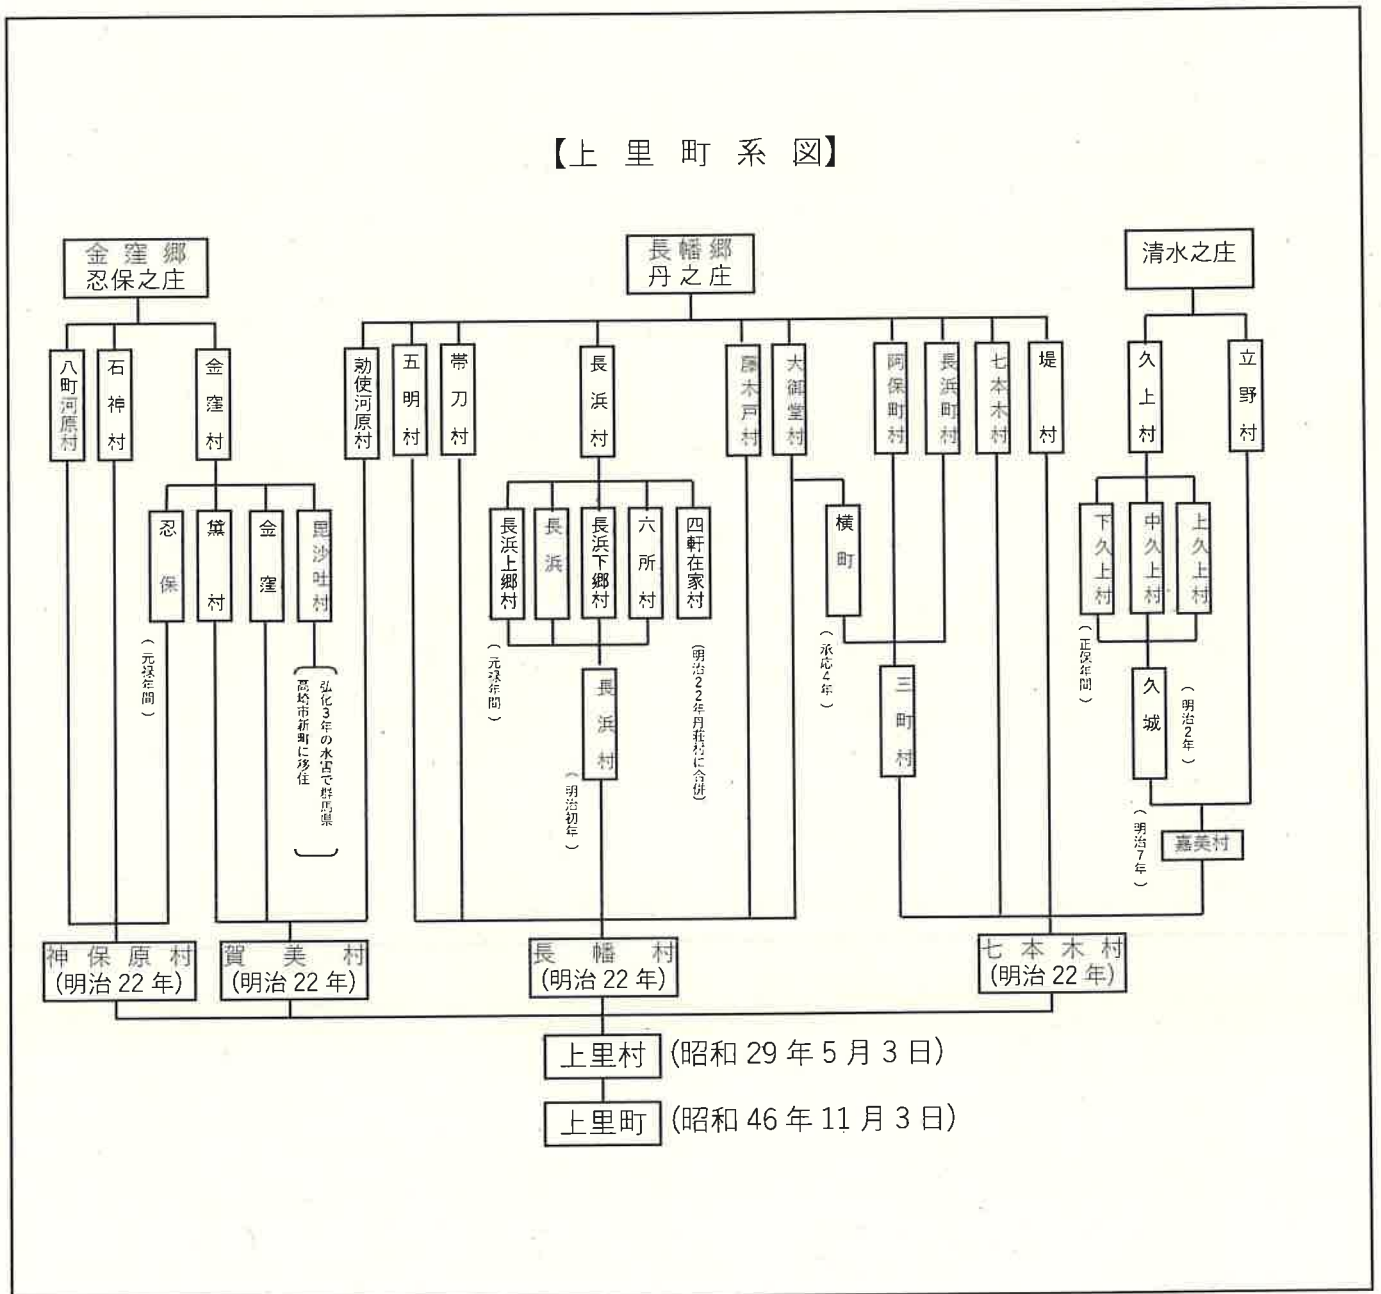 【上里町系図】
金窪郷
忍保之庄
長幡郷
丹之庄
清水之庄
八町河原村
石神村
金窪村
勅使河原村
五明村
帯刀村
長浜村
藤木戸村
大御堂村
阿保町村
長浜町村
七本木村
堤村
久上村
立野村
忍保
黛村
金窪
毘沙吐村
長浜上郷村
長浜
長浜下郷村
六所村
四軒在家村
横町
下久上村
中久上村
上久上村
(元禄年間)
弘化3年の水害で群馬県
高崎市新町に移住
(元禄年間)
長浜村
(明治初年)
(明治22年丹荘村に合併)
(承応4年)
三町村
(正保年間)
久城
(明治2年)
(明治7年)
嘉美村
神保原村
(明治22年)
賀美村
(明治22年)
長幡村
(明治22年)
七本木村
(明治22年)
上里村 (昭和29年5月3日)
上里町 (昭和46年11月3日)